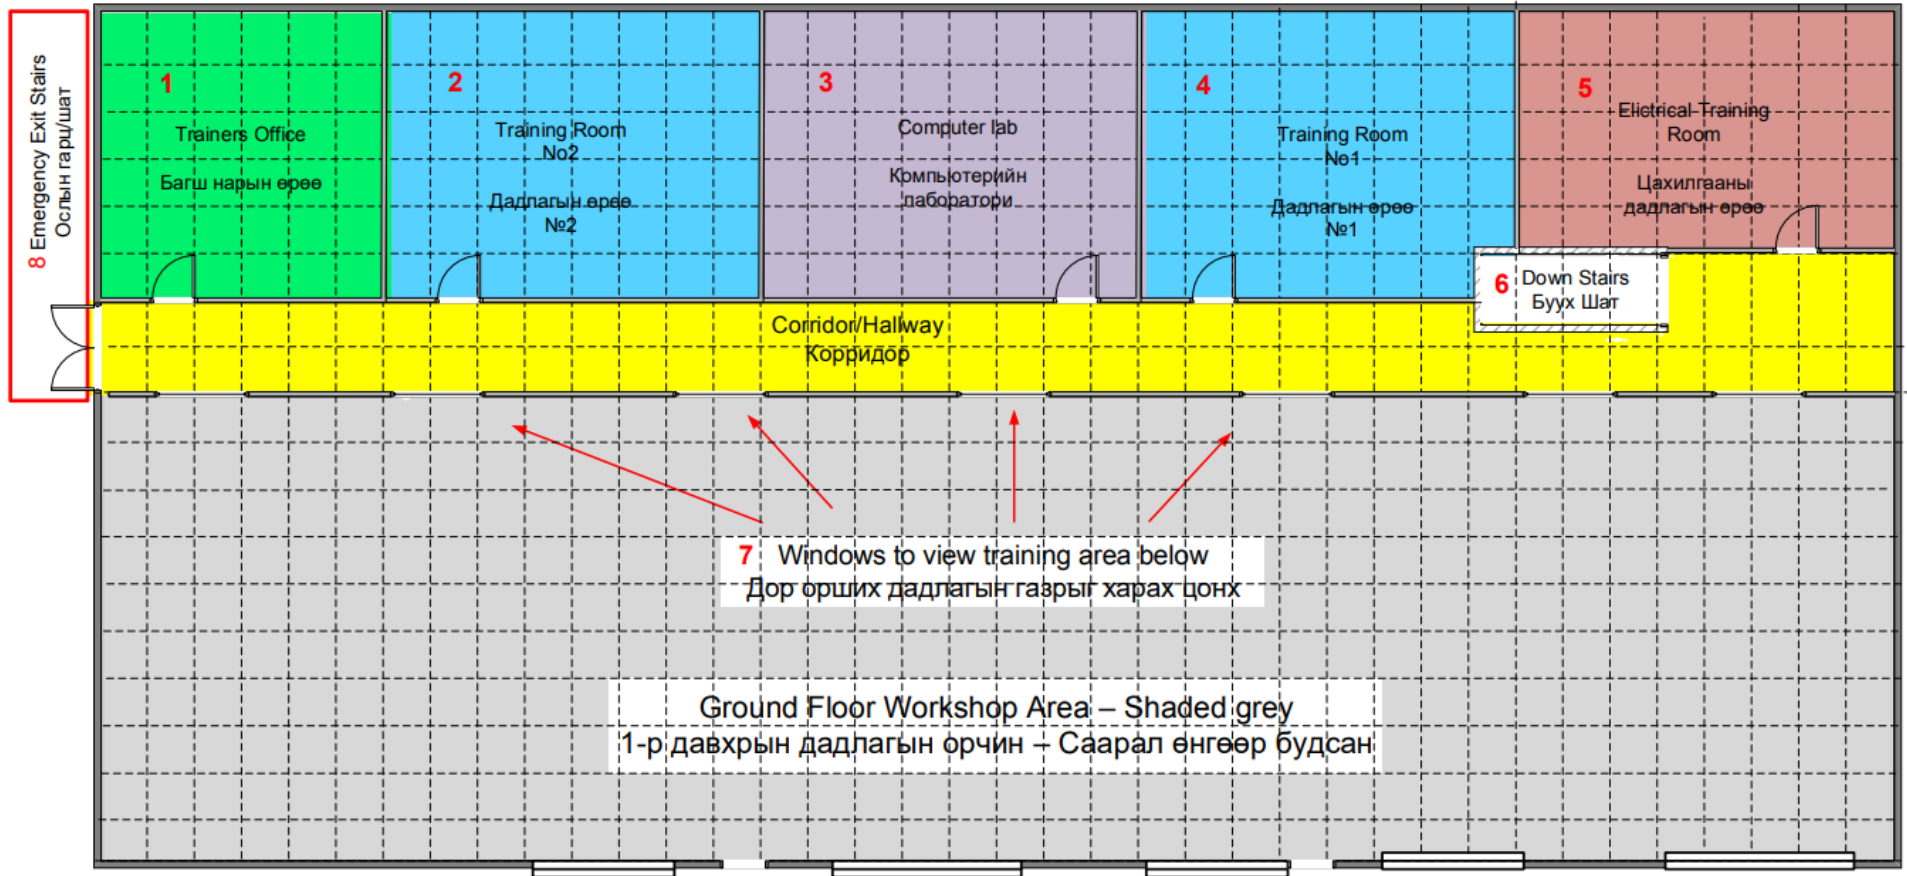 8 Emergency Exit Stairs
Ослын гарц/шат
1
Trainers Office
Багш нарын өрөө
2
Training Room
No2
Дадлагын өрөө
№2
3
Computer lab
Компьютерийн
лаборатори
4
Training Room
No1
Дадлагын өрөө
№1
5
Elictrical Training
Room
Цахилгааны
дадлагын өрөө
6 Down Stairs
Буух Шат
Corridor/Hallway
Корридор
7 Windows to view training area below
Дор орших дадлагын газрыг харах цонх
Ground Floor Workshop Area – Shaded grey
1-р давхрын дадлагын орчин – Саарал өнгөөр будсан